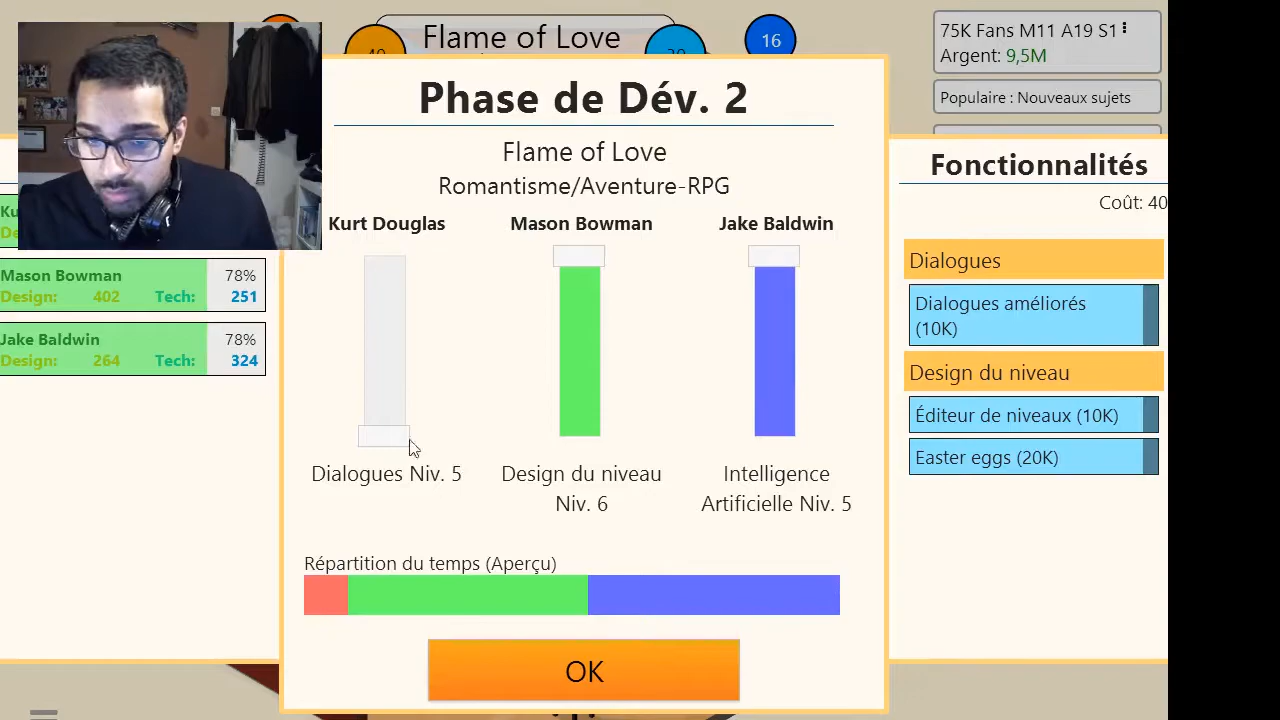 Flame of Love
16
75K Fans M11 A19 S1
Argent: 9,5M
Populaire : Nouveaux sujets
Phase de Dév. 2
Flame of Love
Romantisme/Aventure-RPG
Kurt Douglas
Mason Bowman
Jake Baldwin
Ku
De
Mason Bowman 78%
Design: 402 Tech: 251
Jake Baldwin 78%
Design: 264 Tech: 324
Dialogues Niv. 5
Design du niveau
Niv. 6
Intelligence
Artificielle Niv. 5
Répartition du temps (Aperçu)
OK
Fonctionnalités
Coût: 40
Dialogues
Dialogues améliorés
(10K)
Design du niveau
Éditeur de niveaux (10K)
Easter eggs (20K)